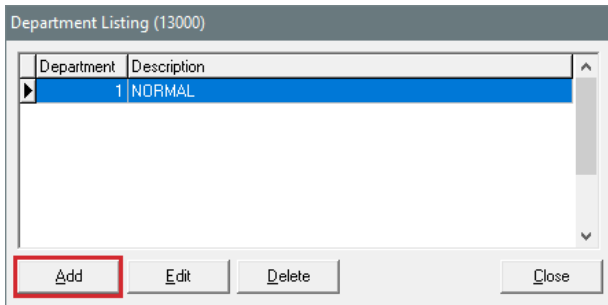 Department Listing (13000)
Department Description
1 NORMAL
Add Edit Delete Close